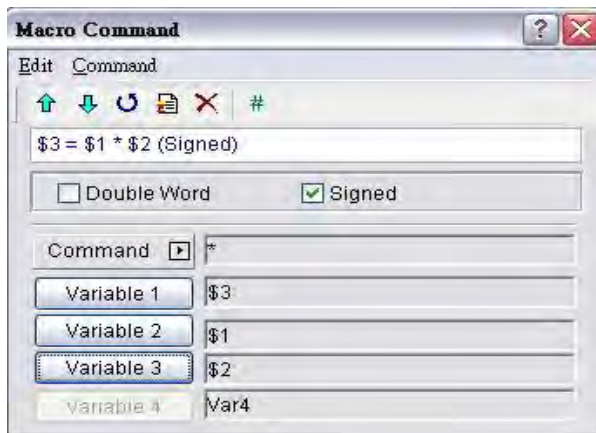 Macro Command
Edit Command
#
$3 = $1 * $2 (Signed)
Double Word Signed
Command *
Variable 1 $3
Variable 2 $1
Variable 3 $2
Variable 4 Var4